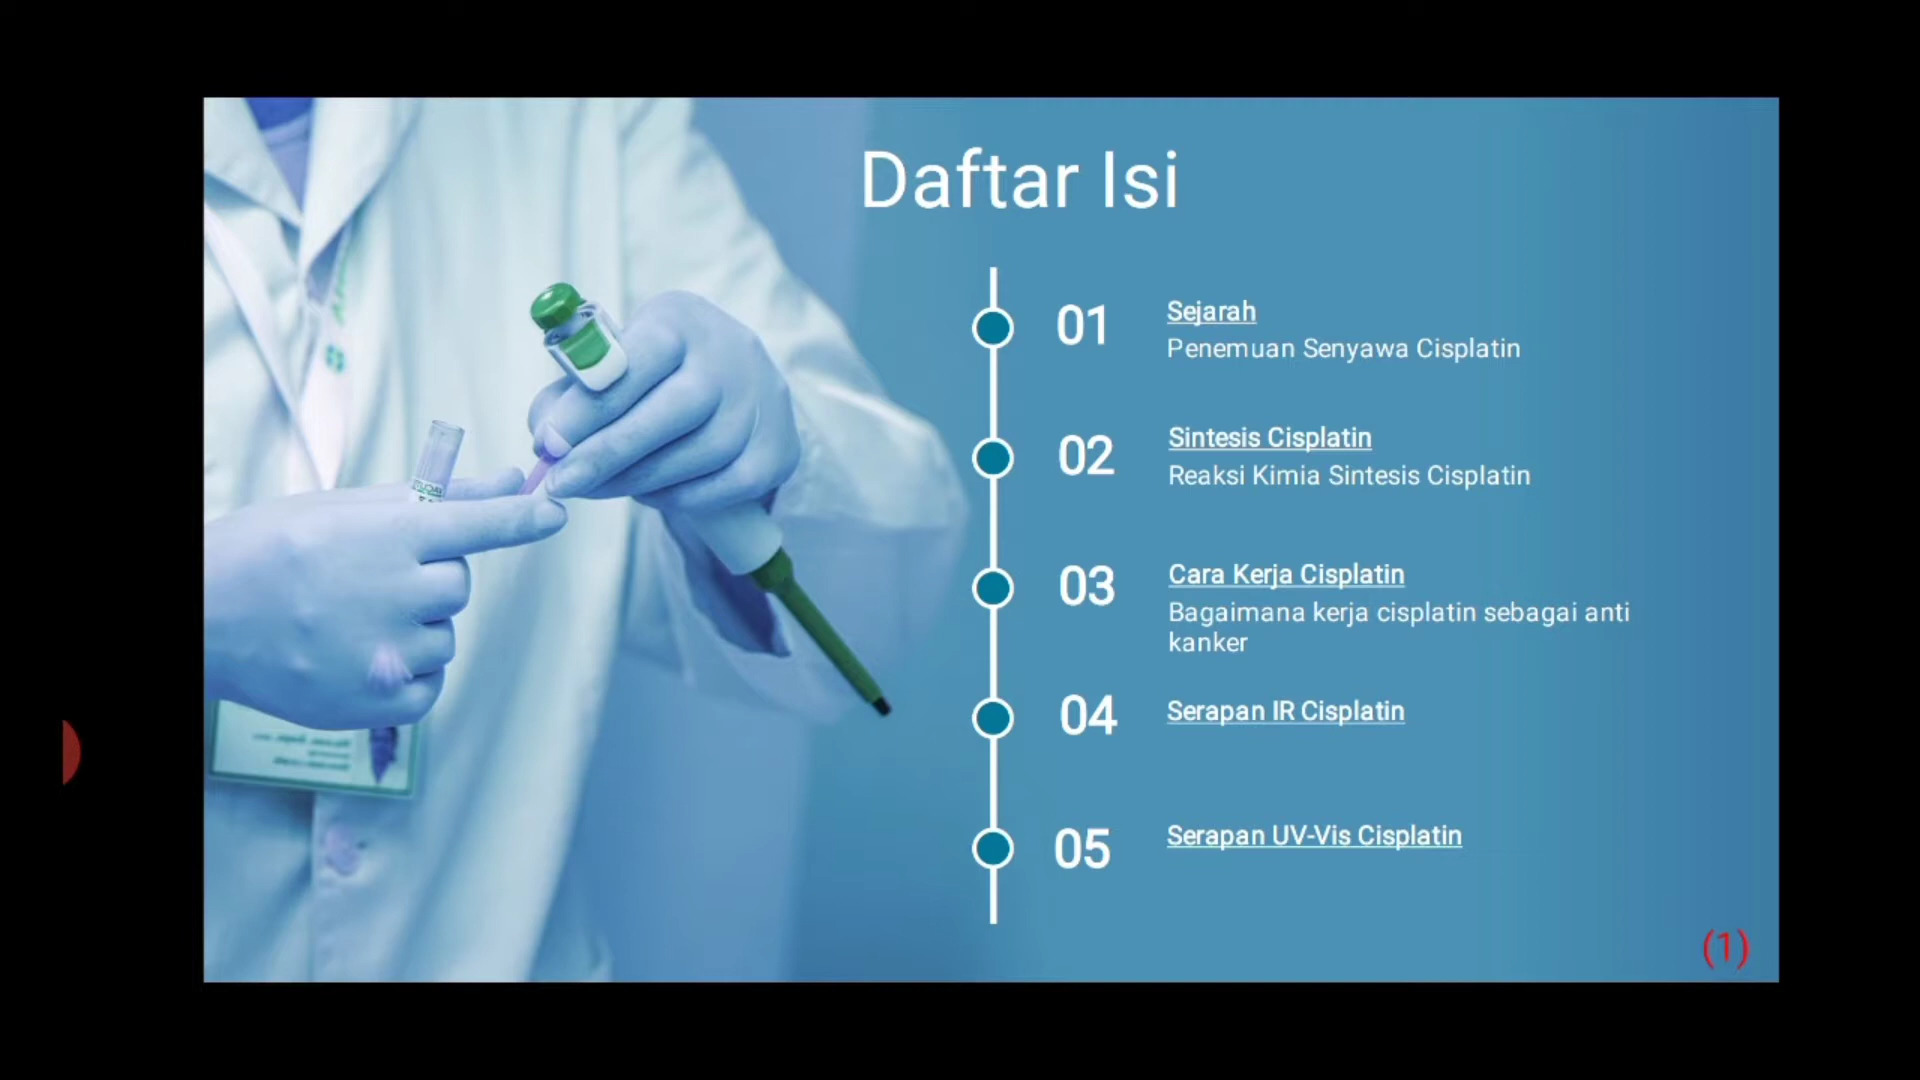 Daftar Isi
01
Sejarah
Penemuan Senyawa Cisplatin
02
Sintesis Cisplatin
Reaksi Kimia Sintesis Cisplatin
03
Cara Kerja Cisplatin
Bagaimana kerja cisplatin sebagai anti
kanker
04
Serapan IR Cisplatin
05
Serapan UV-Vis Cisplatin
(1)